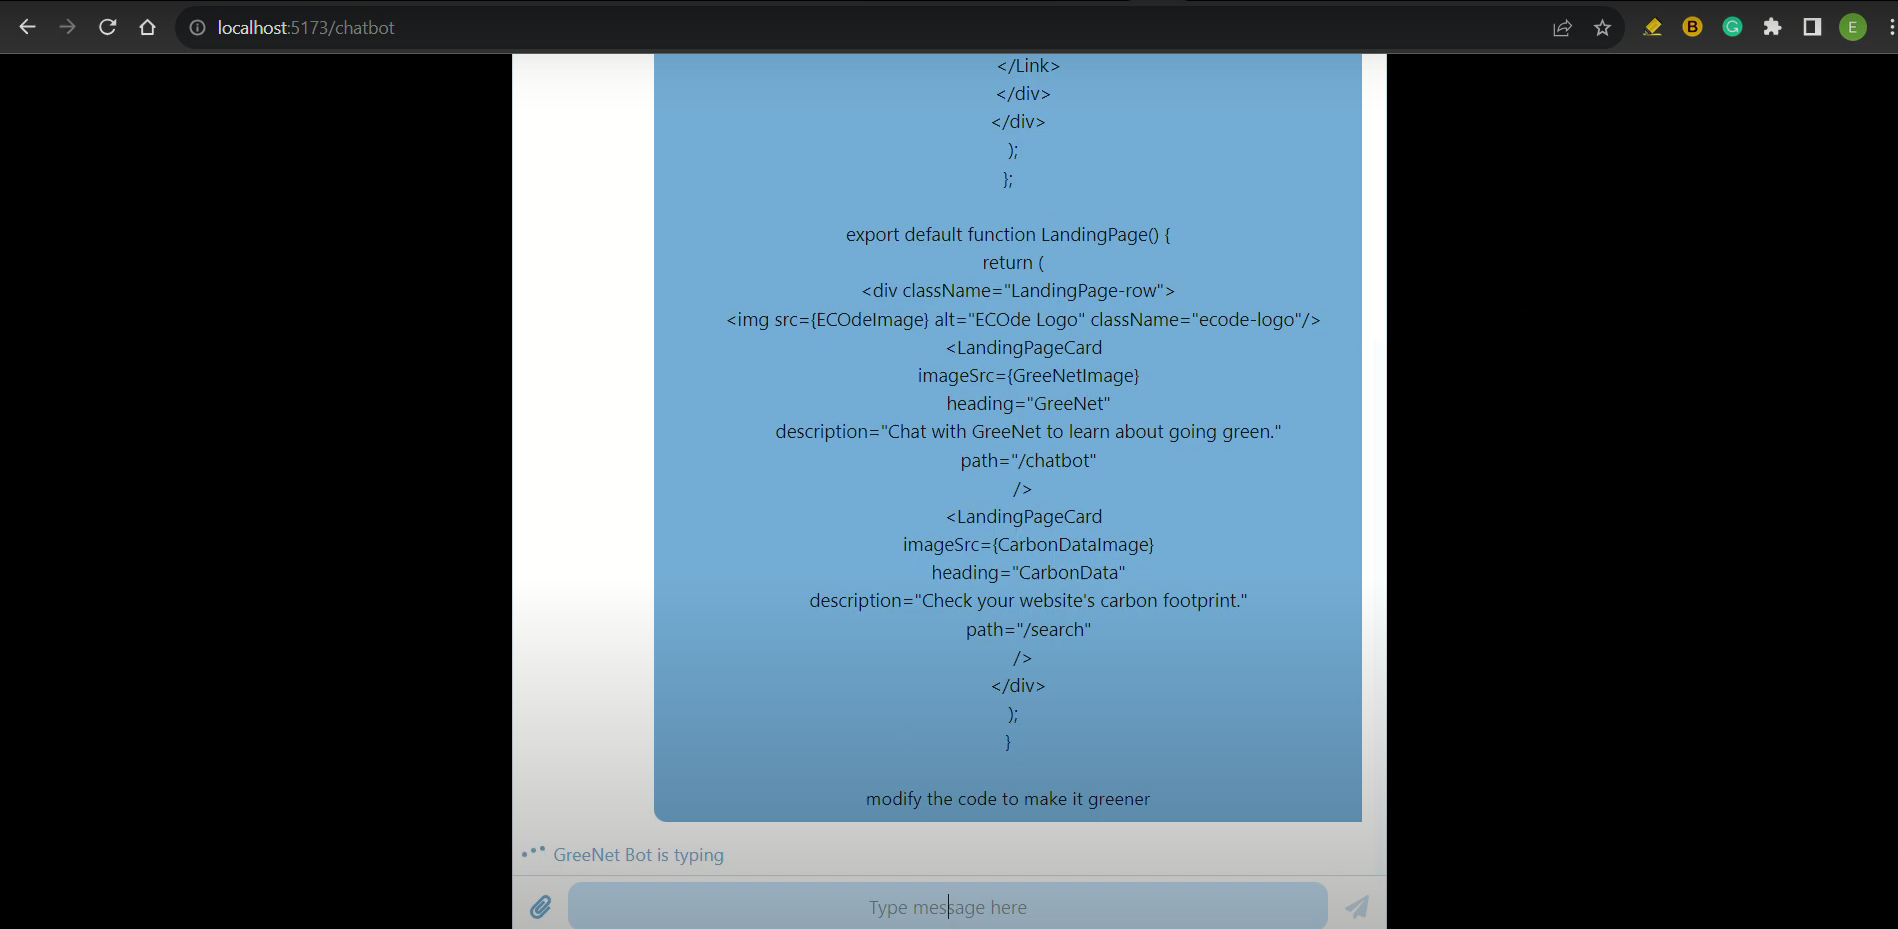 localhost:5173/chatbot
B
G
E
</Link>
</div>
</div>
);
};
export default function LandingPage() {
return (
<div className="LandingPage-row">
<img src={ECOdeImage} alt="ECOde Logo" className="ecode-logo"/>
<LandingPageCard
imageSrc={GreeNetImage}
heading="GreeNet"
description="Chat with GreeNet to learn about going green."
path="/chatbot"
/>
<LandingPageCard
imageSrc={CarbonDataImage}
heading="CarbonData"
description="Check your website's carbon footprint."
path="/search"
/>
</div>
);
}
modify the code to make it greener
GreeNet Bot is typing
Type message here